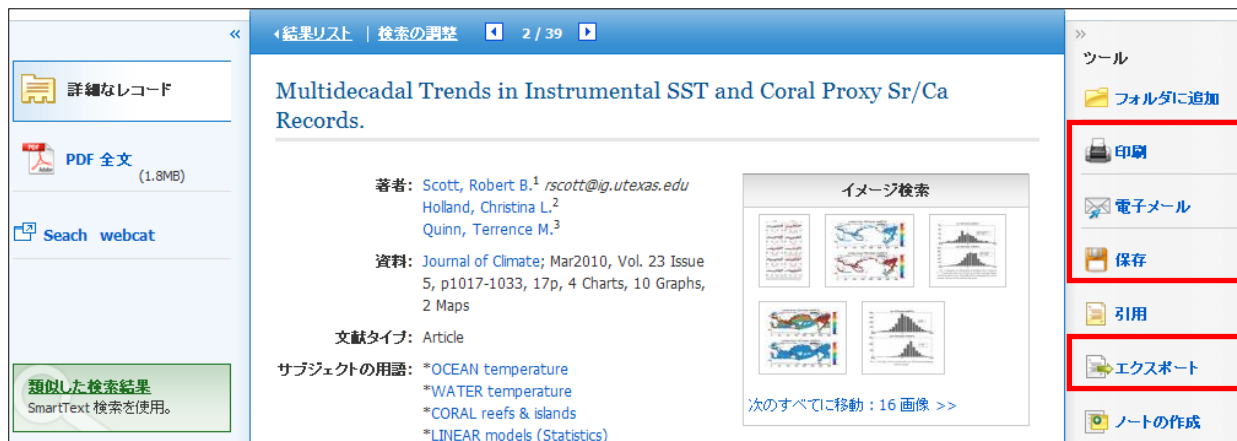 «
詳細なレコード
PDF 全文
(1.8MB)
Seach webcat
類似した検索結果
SmartText 検索を使用。
結果リスト | 検索の調整 2 / 39
Multidecadal Trends in Instrumental SST and Coral Proxy Sr/Ca
Records.
著者: Scott, Robert B.1 rscott@ig.utexas.edu
Holland, Christina L.2
Quinn, Terrence M.3
資料: Journal of Climate; Mar2010, Vol. 23 Issue
5, p1017-1033, 17p, 4 Charts, 10 Graphs,
2 Maps
文献タイプ: Article
サブジェクトの用語: *OCEAN temperature
*WATER temperature
*CORAL reefs & islands
*LINEAR models (Statistics)
イメージ検索
次のすべてに移動：16 画像 >>
»
ツール
フォルダに追加
印刷
電子メール
保存
引用
エクスポート
ノートの作成